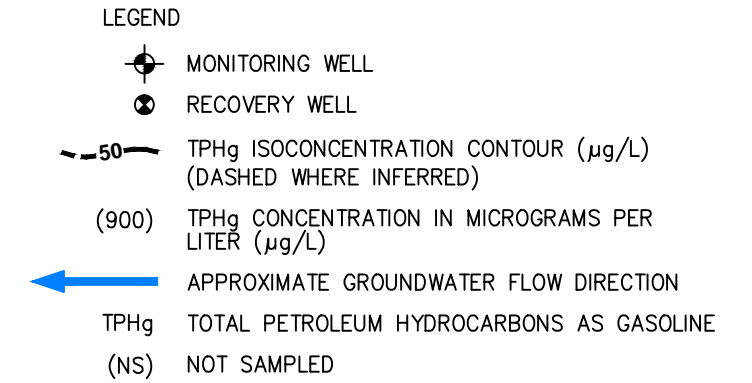 LEGEND
MONITORING WELL
RECOVERY WELL
50 TPHg ISOCONCENTRATION CONTOUR (µg/L)
(DASHED WHERE INFERRED)
(900) TPHg CONCENTRATION IN MICROGRAMS PER
LITER (µg/L)
APPROXIMATE GROUNDWATER FLOW DIRECTION
TPHg TOTAL PETROLEUM HYDROCARBONS AS GASOLINE
(NS) NOT SAMPLED